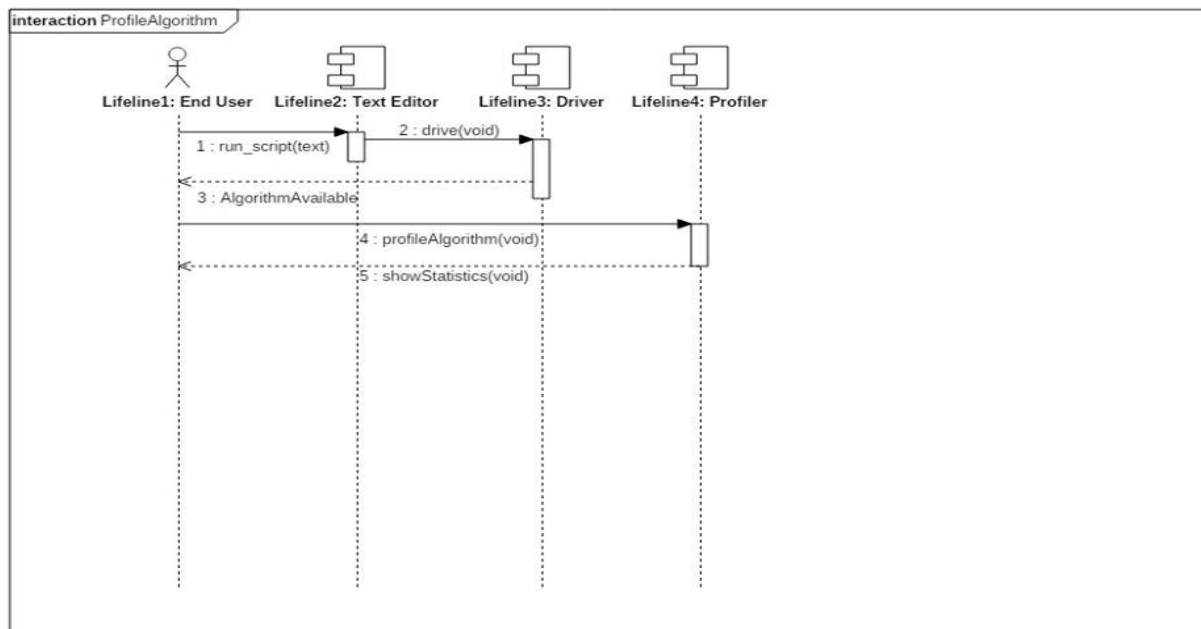 interaction ProfileAlgorithm
Lifeline1: End User
Lifeline2: Text Editor
Lifeline3: Driver
Lifeline4: Profiler
2 : drive(void)
1 : run_script(text)
3 : AlgorithmAvailable
4 : profileAlgorithm(void)
5 : showStatistics(void)